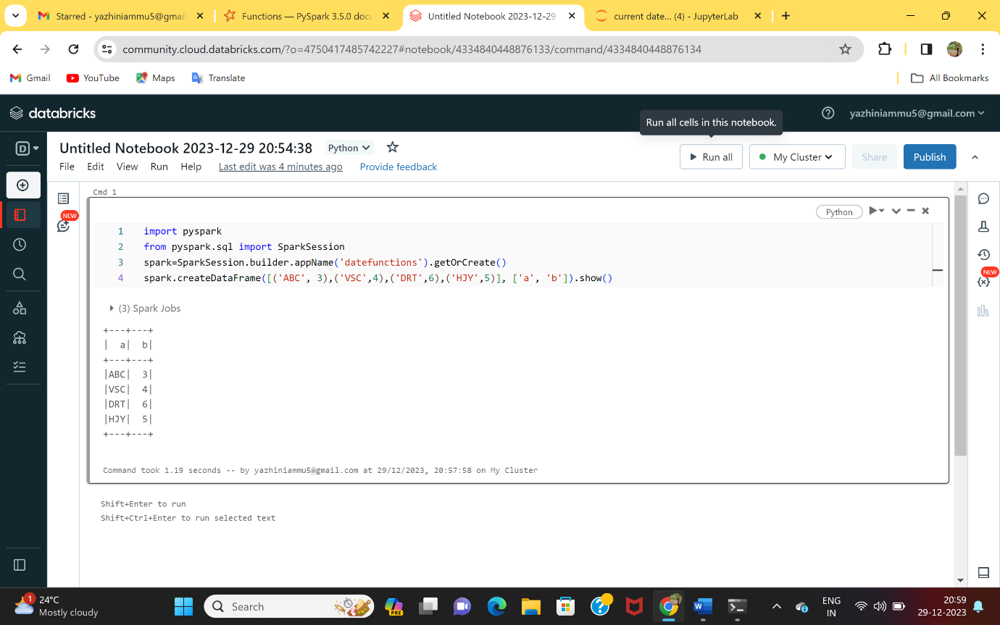 Starred - yazhiniammu5@gmai
Functions — PySpark 3.5.0 docu
Untitled Notebook 2023-12-29
current date... (4) - JupyterLab
community.cloud.databricks.com/?o=4750417485742227#notebook/4334840448876133/command/4334840448876134
Gmail
YouTube
Maps
Translate
All Bookmarks
databricks
Run all cells in this notebook.
yazhiniammu5@gmail.com
D
Untitled Notebook 2023-12-29 20:54:38
Python
File Edit View Run Help Last edit was 4 minutes ago Provide feedback
Run all
My Cluster
Share
Publish
NEW
NEW
Cmd 1
Python
1 import pyspark
2 from pyspark.sql import SparkSession
3 spark=SparkSession.builder.appName('datefunctions').getOrCreate()
4 spark.createDataFrame([('ABC', 3),('VSC',4),('DRT',6),('HJY',5)], ['a', 'b']).show()
(3) Spark Jobs
+---+---+
|  a|  b|
+---+---+
|ABC|  3|
|VSC|  4|
|DRT|  6|
|HJY|  5|
+---+---+
Command took 1.19 seconds -- by yazhiniammu5@gmail.com at 29/12/2023, 20:57:58 on My Cluster
Shift+Enter to run
Shift+Ctrl+Enter to run selected text
1
24°C
Mostly cloudy
Search
PRE
ENG
IN
20:59
29-12-2023